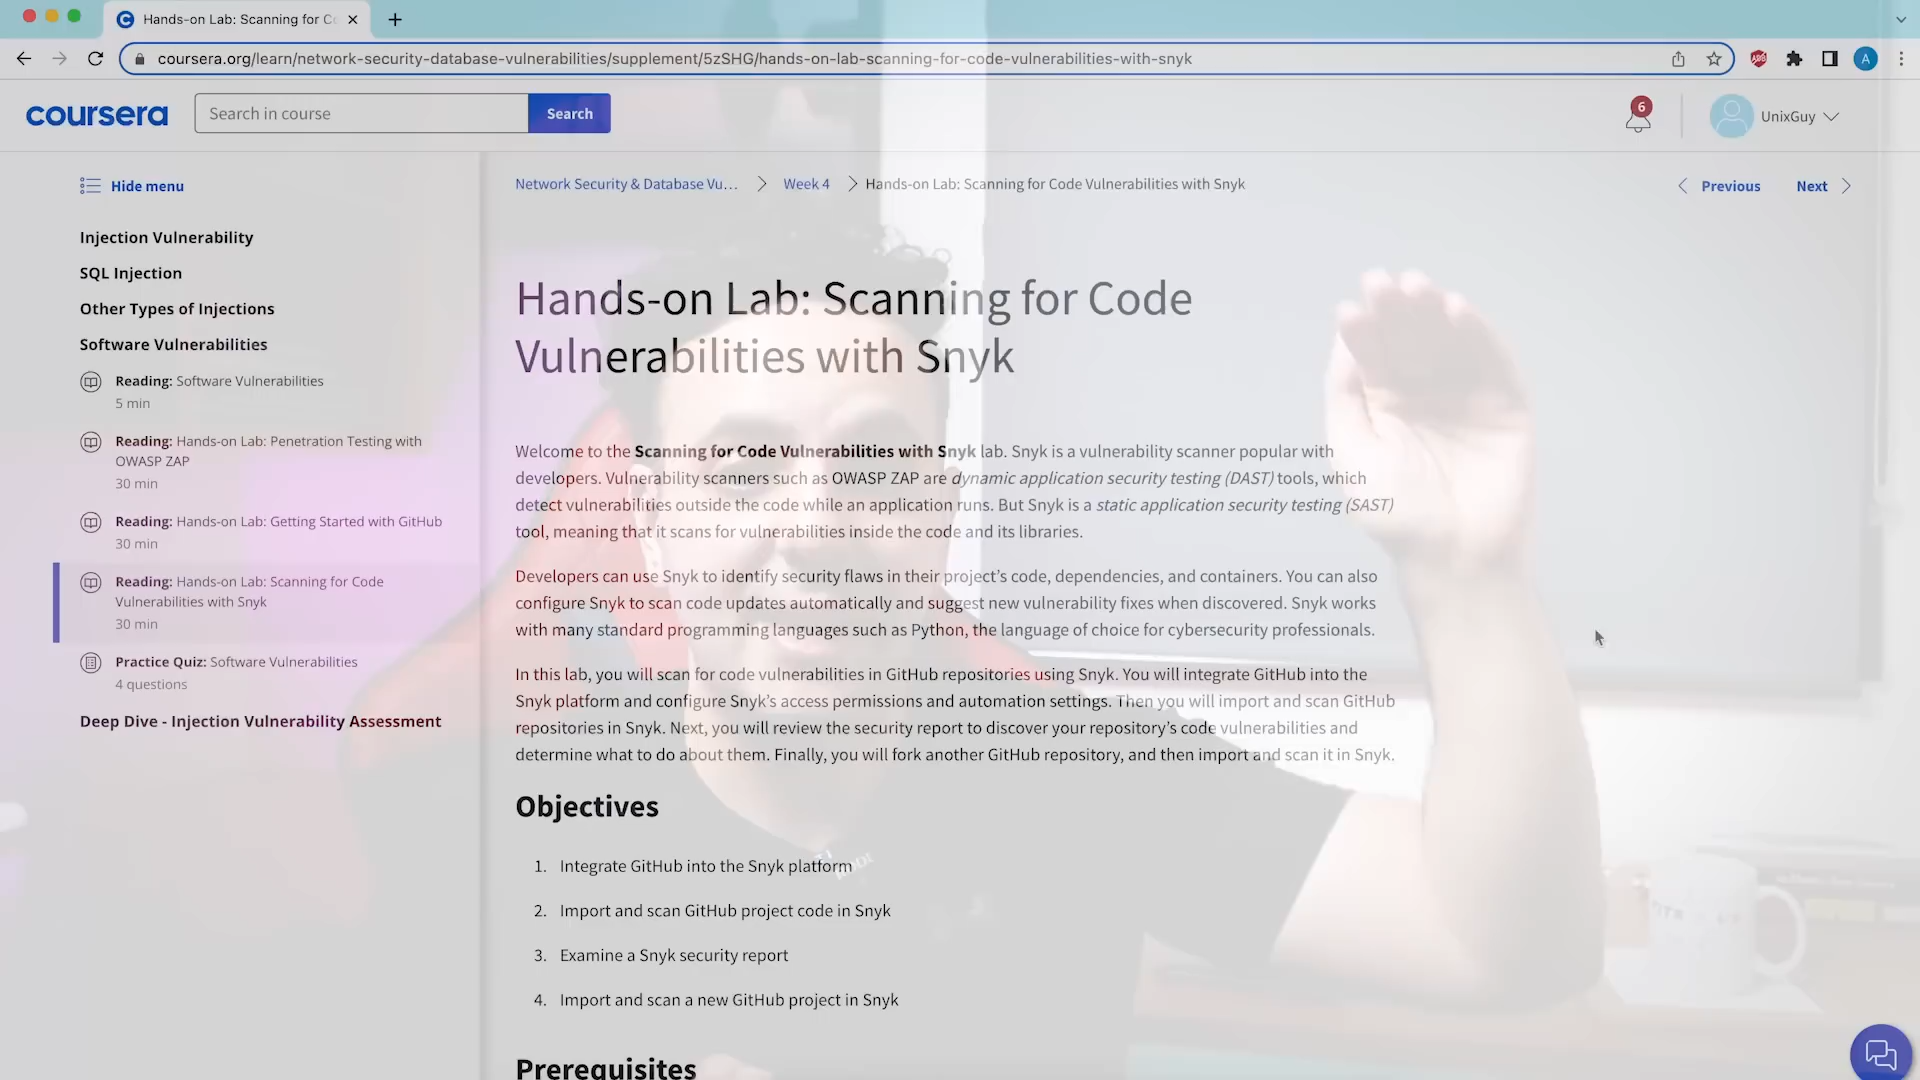 Hands-on Lab: Scanning for C
coursera.org/learn/network-security-database-vulnerabilities/supplement/5zSHG/hands-on-lab-scanning-for-code-vulnerabilities-with-snyk
A
coursera
Search in course
Search
6
UnixGuy
Hide menu
Network Security & Database Vu...
Week 4
Hands-on Lab: Scanning for Code Vulnerabilities with Snyk
Previous
Next
Injection Vulnerability
SQL Injection
Other Types of Injections
Software Vulnerabilities
Reading: Software Vulnerabilities
5 min
Reading: Hands-on Lab: Penetration Testing with
OWASP ZAP
30 min
Reading: Hands-on Lab: Getting Started with GitHub
30 min
Reading: Hands-on Lab: Scanning for Code
Vulnerabilities with Snyk
30 min
Practice Quiz: Software Vulnerabilities
4 questions
Deep Dive - Injection Vulnerability Assessment
Hands-on Lab: Scanning for Code
Vulnerabilities with Snyk
Welcome to the Scanning for Code Vulnerabilities with Snyk lab. Snyk is a vulnerability scanner popular with
developers. Vulnerability scanners such as OWASP ZAP are dynamic application security testing (DAST) tools, which
detect vulnerabilities outside the code while an application runs. But Snyk is a static application security testing (SAST)
tool, meaning that it scans for vulnerabilities inside the code and its libraries.
Developers can use Snyk to identify security flaws in their project's code, dependencies, and containers. You can also
configure Snyk to scan code updates automatically and suggest new vulnerability fixes when discovered. Snyk works
with many standard programming languages such as Python, the language of choice for cybersecurity professionals.
In this lab, you will scan for code vulnerabilities in GitHub repositories using Snyk. You will integrate GitHub into the
Snyk platform and configure Snyk's access permissions and automation settings. Then you will import and scan GitHub
repositories in Snyk. Next, you will review the security report to discover your repository's code vulnerabilities and
determine what to do about them. Finally, you will fork another GitHub repository, and then import and scan it in Snyk.
Objectives
1. Integrate GitHub into the Snyk platform
2. Import and scan GitHub project code in Snyk
3. Examine a Snyk security report
4. Import and scan a new GitHub project in Snyk
Prerequisites